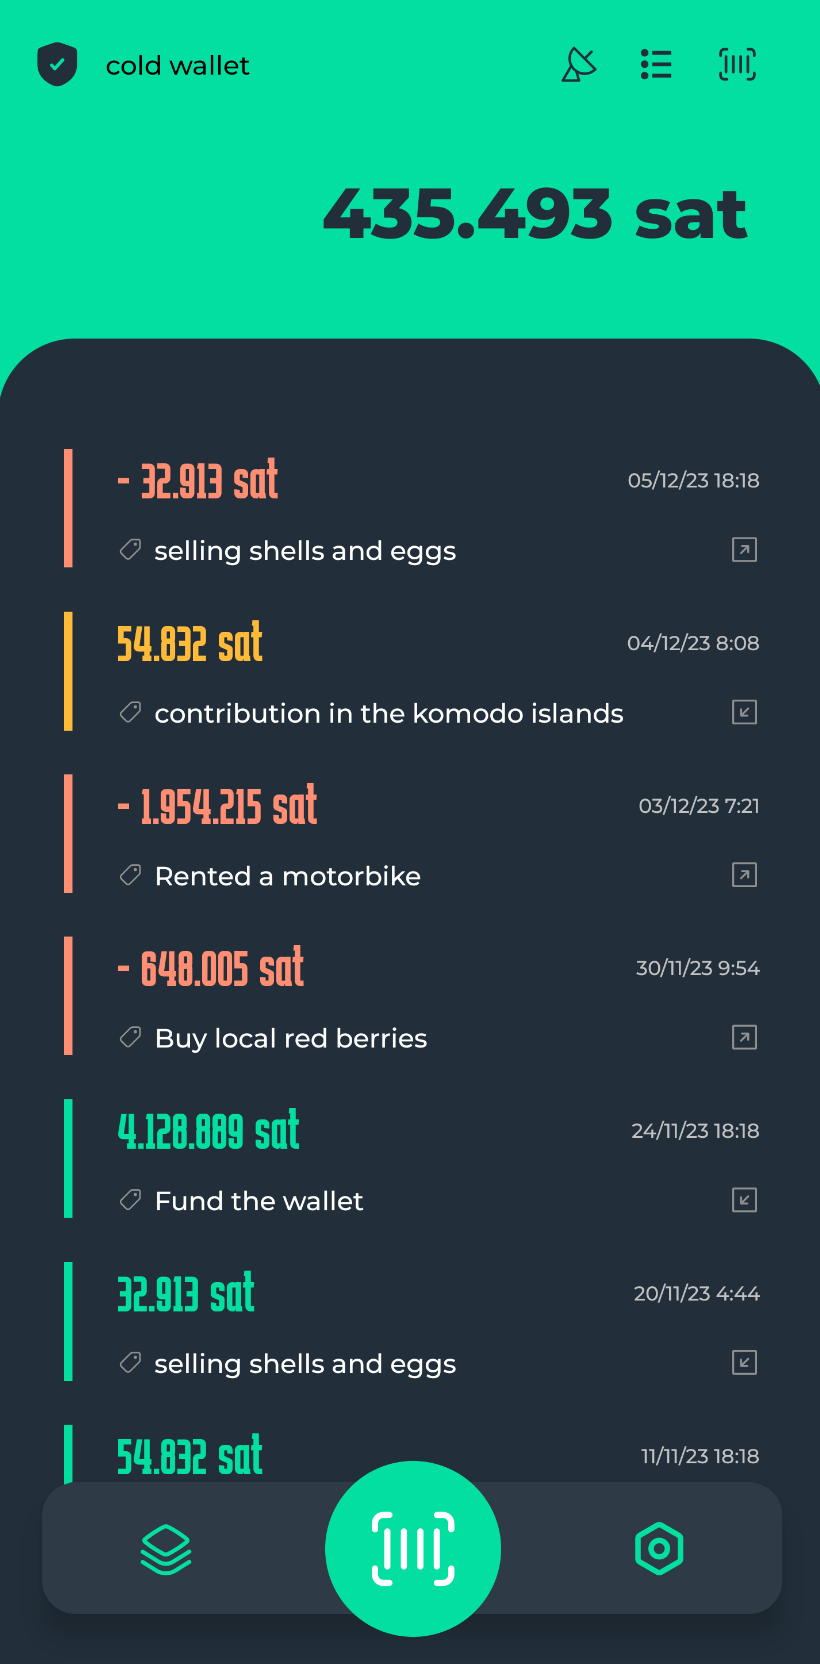 cold wallet
435.493 sat
- 32.913 sat 05/12/23 18:18
selling shells and eggs
54.832 sat 04/12/23 8:08
contribution in the komodo islands
- 1.954.215 sat 03/12/23 7:21
Rented a motorbike
- 648.005 sat 30/11/23 9:54
Buy local red berries
4.128.889 sat 24/11/23 18:18
Fund the wallet
32.913 sat 20/11/23 4:44
selling shells and eggs
54.832 sat 11/11/23 18:18